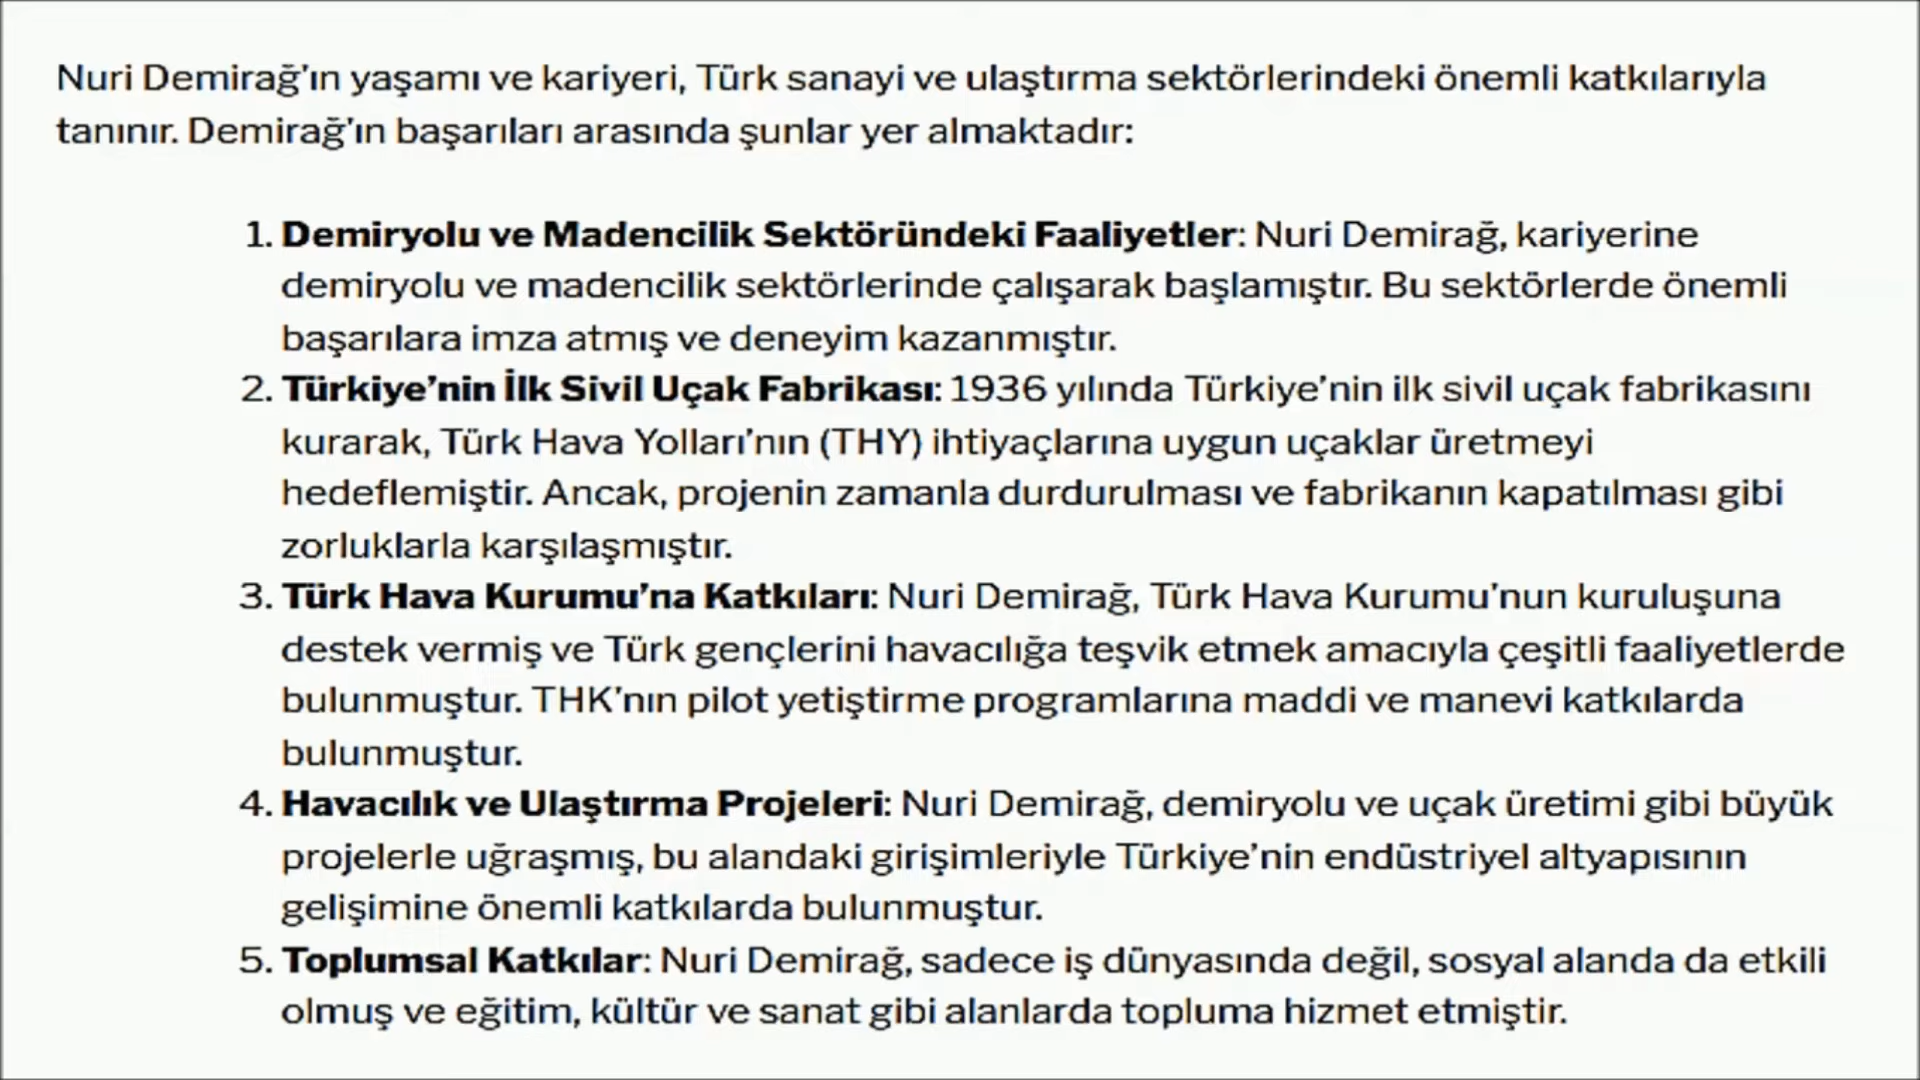 Nuri Demirağ’ın yaşamı ve kariyeri, Türk sanayi ve ulaştırma sektörlerindeki önemli katkılarıyla
tanınır. Demirağ’ın başarıları arasında şunlar yer almaktadır:
1. Demiryolu ve Madencilik Sektöründeki Faaliyetler: Nuri Demirağ, kariyerine
demiryolu ve madencilik sektörlerinde çalışarak başlamıştır. Bu sektörlerde önemli
başarılara imza atmış ve deneyim kazanmıştır.
2. Türkiye’nin İlk Sivil Uçak Fabrikası: 1936 yılında Türkiye’nin ilk sivil uçak fabrikasını
kurarak, Türk Hava Yolları’nın (THY) ihtiyaçlarına uygun uçaklar üretmeyi
hedeflemiştir. Ancak, projenin zamanla durdurulması ve fabrikanın kapatılması gibi
zorluklarla karşılaşmıştır.
3. Türk Hava Kurumu’na Katkıları: Nuri Demirağ, Türk Hava Kurumu’nun kuruluşuna
destek vermiş ve Türk gençlerini havacılığa teşvik etmek amacıyla çeşitli faaliyetlerde
bulunmuştur. THK’nın pilot yetiştirme programlarına maddi ve manevi katkılarda
bulunmuştur.
4. Havacılık ve Ulaştırma Projeleri: Nuri Demirağ, demiryolu ve uçak üretimi gibi büyük
projelerle uğraşmış, bu alandaki girişimleriyle Türkiye’nin endüstriyel altyapısının
gelişimine önemli katkılarda bulunmuştur.
5. Toplumsal Katkılar: Nuri Demirağ, sadece iş dünyasında değil, sosyal alanda da etkili
olmuş ve eğitim, kültür ve sanat gibi alanlarda topluma hizmet etmiştir.